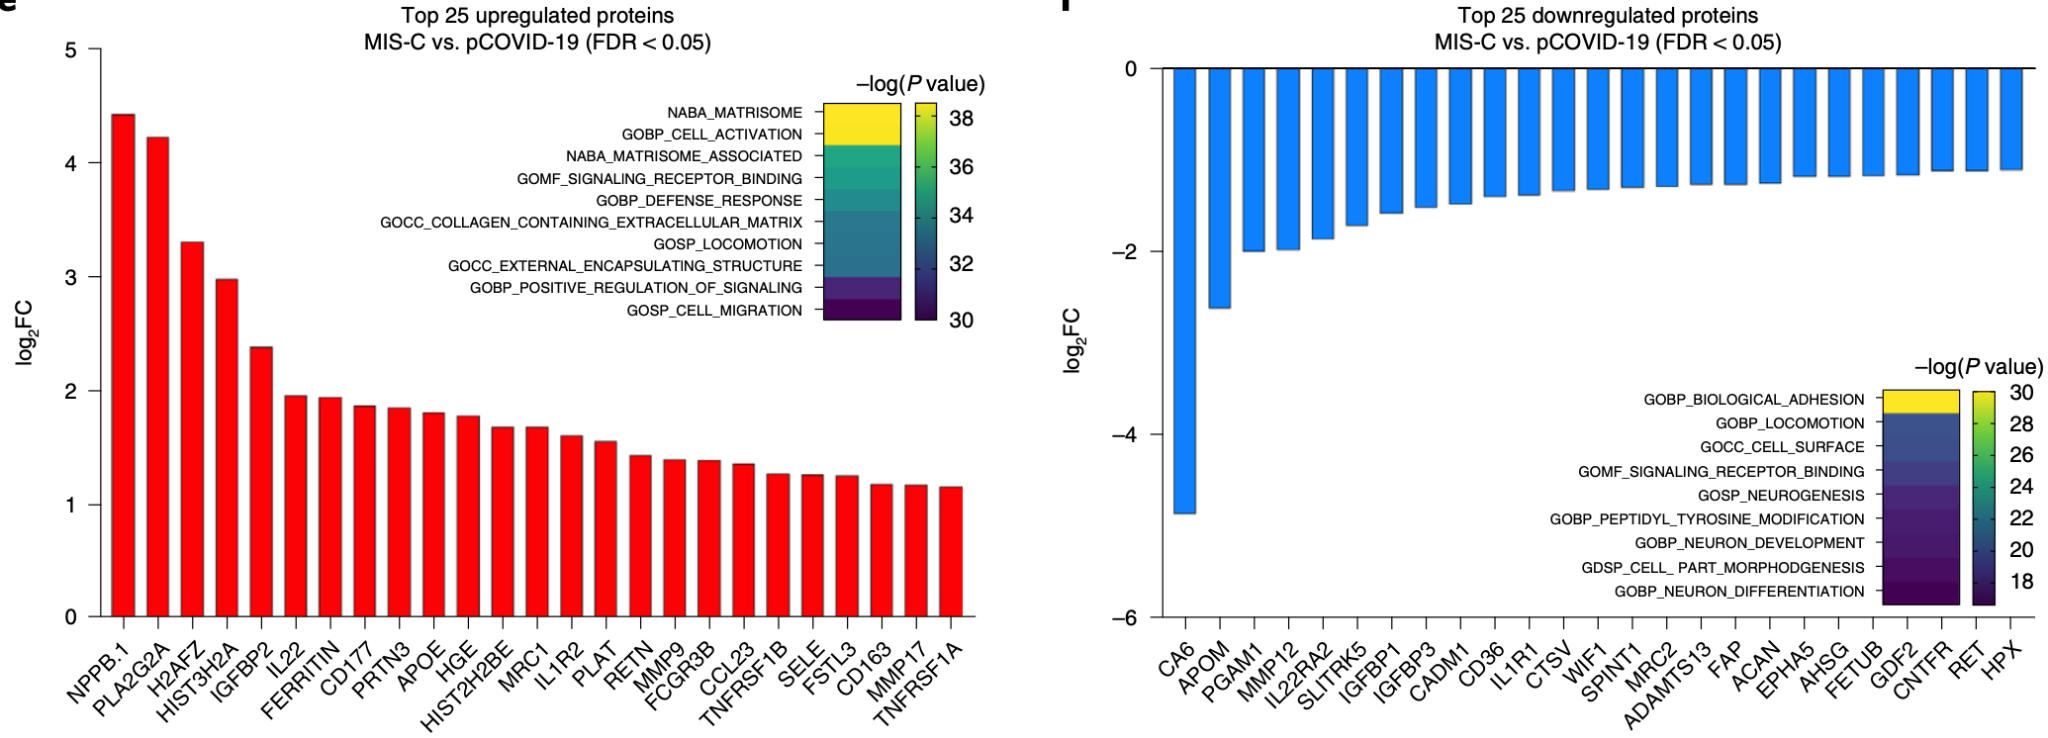 e
Top 25 upregulated proteins
MIS-C vs. pCOVID-19 (FDR < 0.05)
5
4
3
2
1
0
log2FC
–log(P value)
NABA_MATRISOME
GOBP_CELL_ACTIVATION
NABA_MATRISOME_ASSOCIATED
GOMF_SIGNALING_RECEPTOR_BINDING
GOBP_DEFENSE_RESPONSE
GOCC_COLLAGEN_CONTAINING_EXTRACELLULAR_MATRIX
GOSP_LOCOMOTION
GOCC_EXTERNAL_ENCAPSULATING_STRUCTURE
GOBP_POSITIVE_REGULATION_OF_SIGNALING
GOSP_CELL_MIGRATION
38
36
34
32
30
NPPB.1
PLA2G2A
H2AFZ
HIST3H2A
IGFBP2
IL22
FERRITIN
CD177
PRTN3
APOE
HGE
HIST2H2BE
MRC1
IL1R2
PLAT
RETN
MMP9
FCGR3B
CCL23
TNFRSF1B
SELE
FSTL3
CD163
MMP17
TNFRSF1A
Top 25 downregulated proteins
MIS-C vs. pCOVID-19 (FDR < 0.05)
0
–2
–4
–6
log2FC
–log(P value)
GOBP_BIOLOGICAL_ADHESION
GOBP_LOCOMOTION
GOCC_CELL_SURFACE
GOMF_SIGNALING_RECEPTOR_BINDING
GOSP_NEUROGENESIS
GOBP_PEPTIDYL_TYROSINE_MODIFICATION
GOBP_NEURON_DEVELOPMENT
GDSP_CELL_ PART_MORPHODGENESIS
GOBP_NEURON_DIFFERENTIATION
30
28
26
24
22
20
18
CA6
APOM
PGAM1
MMP12
IL22RA2
SLITRK5
IGFBP1
IGFBP3
CADM1
CD36
IL1R1
CTSV
WIF1
SPINT1
MRC2
ADAMTS13
FAP
ACAN
EPHA5
AHSG
FETUB
GDF2
CNTFR
RET
HPX